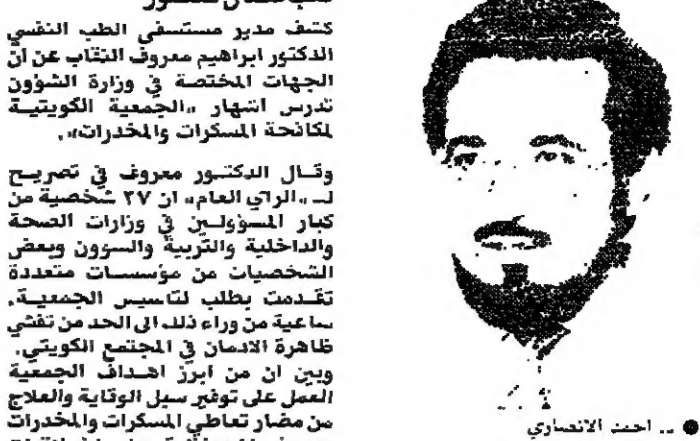 كشف مدير مستشفى الطب النفسي
الدكتور ابراهيم معروف النقاب عن ان
الجهات المختصة في وزارة الشؤون
تدرس اشهار «الجمعية الكويتية
لمكافحة المسكرات والمخدرات».
وقال الدكتور معروف في تصريح
لـ «الراي العام» ان ٢٧ شخصية من
كبار المسؤولين في وزارات الصحة
والداخلية والتربية والشوون وبعض
الشخصيات من مؤسسات متعددة
تقدمت بطلب لتاسيس الجمعية،
ساعية من وراء ذلك الى الحد من تفشي
ظاهرة الادمان في المجتمع الكويتي.
وبين ان من ابرز اهداف الجمعية
العمل على توفير سبل الوقاية والعلاج
من مضار تعاطي المسكرات والمخدرات
● .. احمد الانصاري